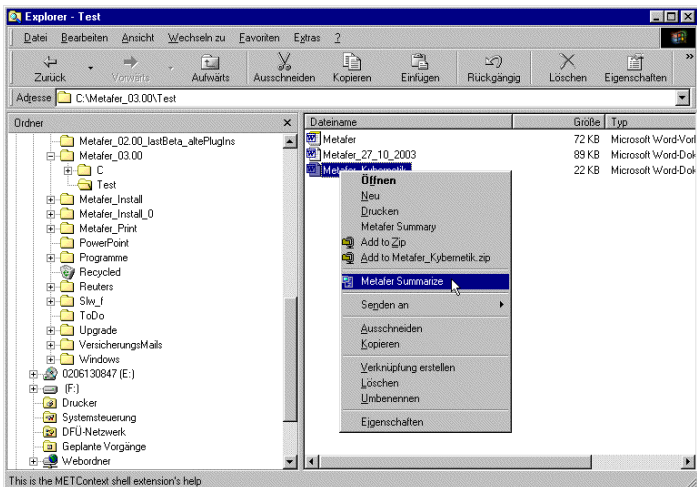 Explorer - Test
Datei Bearbeiten Ansicht Wechseln zu Favoriten Extras ?
Zurück Vorwärts Aufwärts Ausschneiden Kopieren Einfügen Rückgängig Löschen Eigenschaften »
Adresse C:\Metafer_03.00\Test
Ordner
Metafer_02.00_lastBeta_altePlugIns
Metafer_03.00
C
Test
Metafer_Install
Metafer_Install_0
Metafer_Print
PowerPoint
Programme
Recycled
Reuters
Slw_f
ToDo
Upgrade
VersicherungsMails
Windows
0206130847 (E:)
(F:)
Drucker
Systemsteuerung
DFÜ-Netzwerk
Geplante Vorgänge
Webordner
Dateiname Größe Typ
Metafer 72 KB Microsoft Word-Vorl
Metafer_27_10_2003 89 KB Microsoft Word-Dok
Metafer_Kybernetik 22 KB Microsoft Word-Dok
Öffnen
Neu
Drucken
Metafer Summary
Add to Zip
Add to Metafer_Kybernetik.zip
Metafer Summarize
Senden an
Ausschneiden
Kopieren
Verknüpfung erstellen
Löschen
Umbenennen
Eigenschaften
This is the METContext shell extension's help